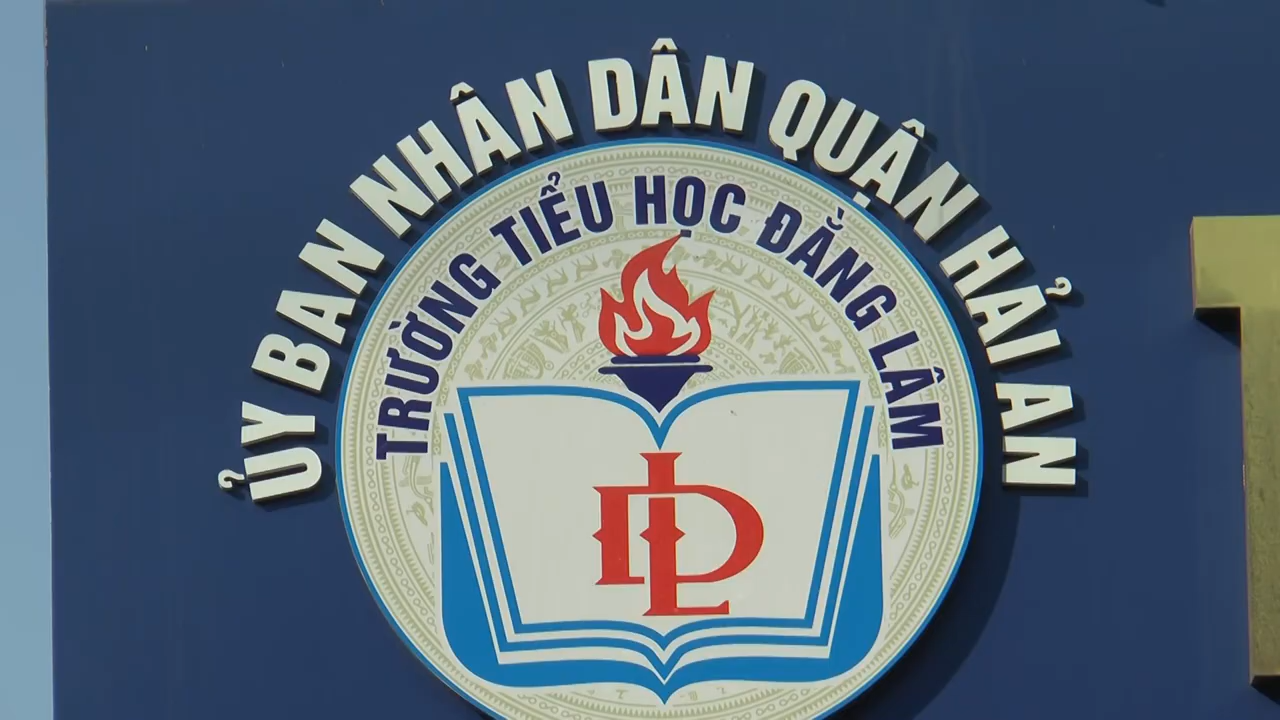 ỦY BAN NHÂN DÂN QUẬN HẢI AN
TRƯỜNG TIỂU HỌC ĐẰNG LÂM
ĐL